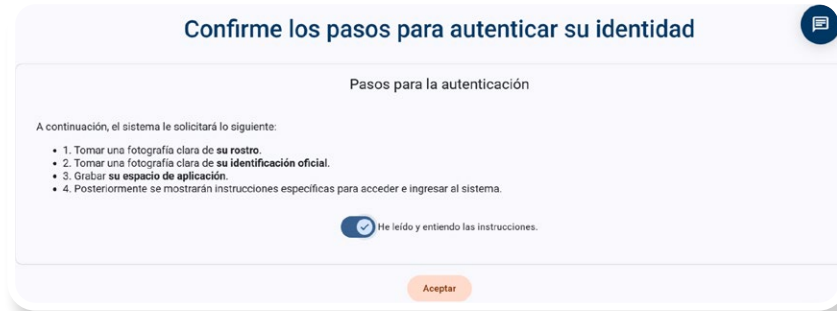 Confirme los pasos para autenticar su identidad
Pasos para la autenticación
A continuación, el sistema le solicitará lo siguiente:
• 1. Tomar una fotografía clara de su rostro.
• 2. Tomar una fotografía clara de su identificación oficial.
• 3. Grabar su espacio de aplicación.
• 4. Posteriormente se mostrarán instrucciones específicas para acceder e ingresar al sistema.
He leído y entiendo las instrucciones.
Aceptar